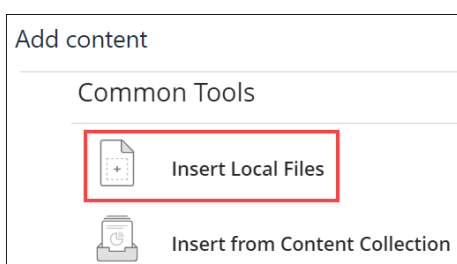 Add content
Common Tools
Insert Local Files
Insert from Content Collection